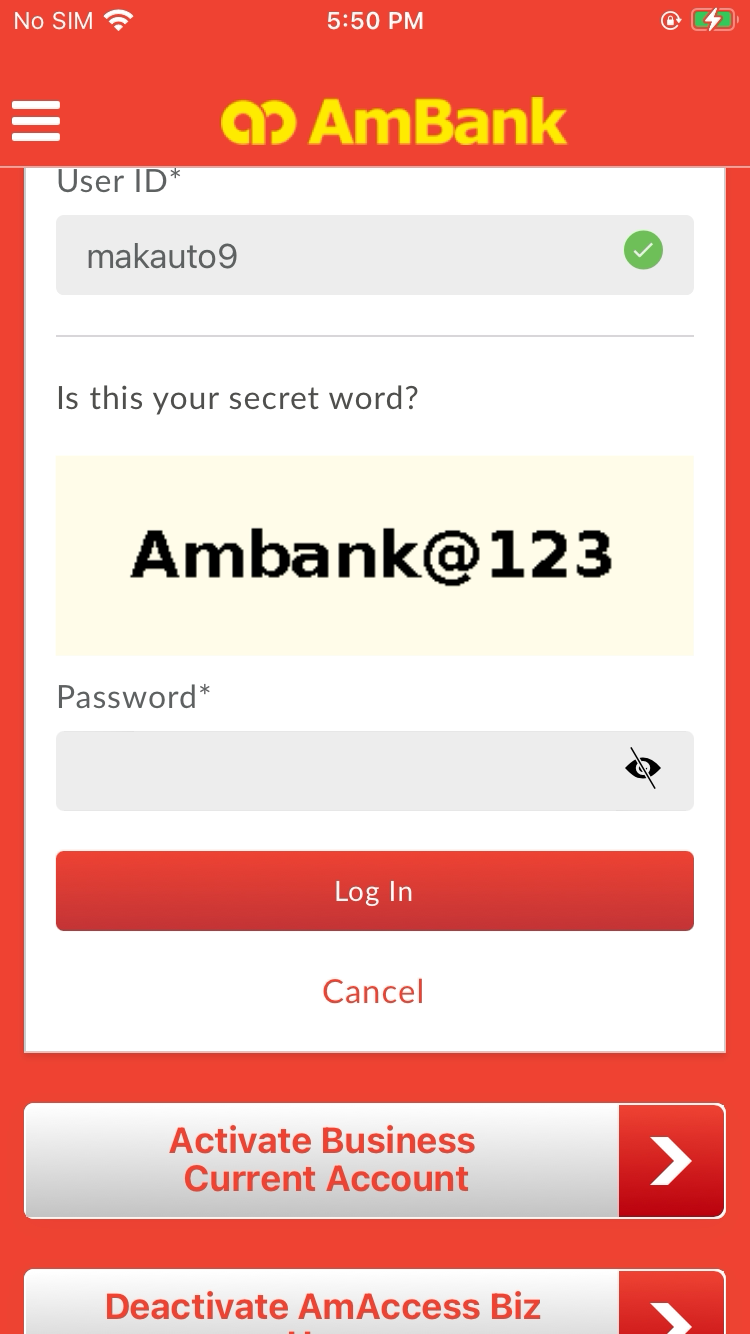 No SIM 5:50 PM
AmBank
User ID*
makauto9
Is this your secret word?
Ambank@123
Password*
Log In
Cancel
Activate Business
Current Account
Deactivate AmAccess Biz